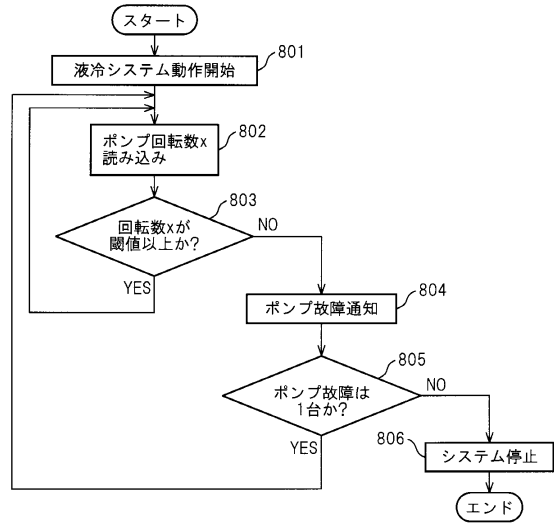 スタート
液冷システム動作開始
801
ポンプ回転数x
読み込み
802
803
回転数xが
閾値以上か?
NO
YES
804
ポンプ故障通知
805
ポンプ故障は
1台か?
NO
YES
806
システム停止
エンド